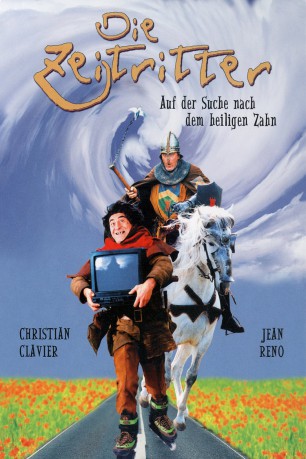 Die
Zeitritter
Auf der Suche nach
dem heiligen Zahn
CHRISTIAN
CLAVIER
JEAN
RENO